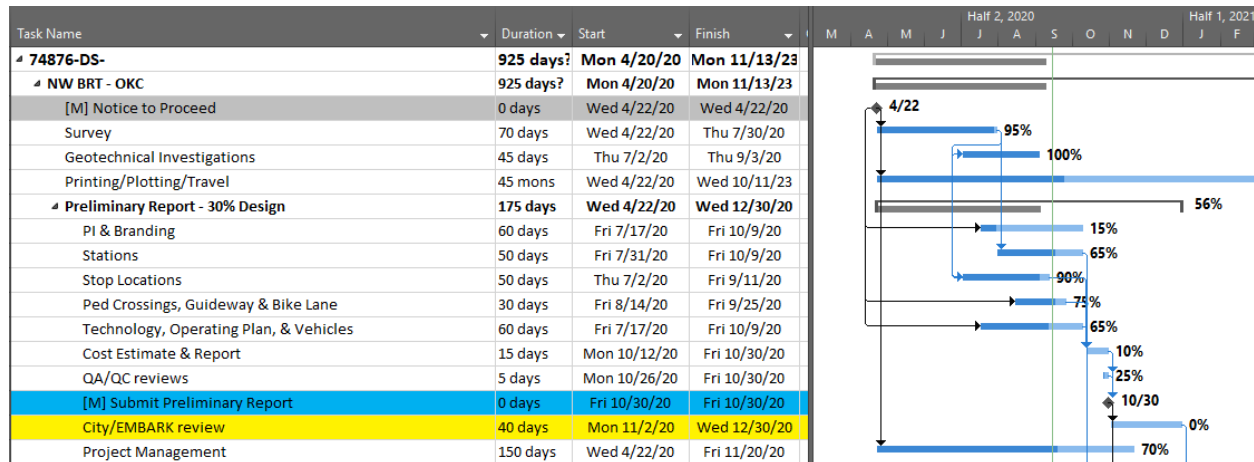 Half 2, 2020 Half 1, 2021
Task Name Duration Start Finish M A M J J A S O N D J F
74876-DS- 925 days? Mon 4/20/20 Mon 11/13/23
NW BRT - OKC 925 days? Mon 4/20/20 Mon 11/13/23
[M] Notice to Proceed 0 days Wed 4/22/20 Wed 4/22/20 4/22
Survey 70 days Wed 4/22/20 Thu 7/30/20 95%
Geotechnical Investigations 45 days Thu 7/2/20 Thu 9/3/20 100%
Printing/Plotting/Travel 45 mons Wed 4/22/20 Wed 10/11/23
Preliminary Report - 30% Design 175 days Wed 4/22/20 Wed 12/30/20 56%
PI & Branding 60 days Fri 7/17/20 Fri 10/9/20 15%
Stations 50 days Fri 7/31/20 Fri 10/9/20 65%
Stop Locations 50 days Thu 7/2/20 Fri 9/11/20 90%
Ped Crossings, Guideway & Bike Lane 30 days Fri 8/14/20 Fri 9/25/20 75%
Technology, Operating Plan, & Vehicles 60 days Fri 7/17/20 Fri 10/9/20 65%
Cost Estimate & Report 15 days Mon 10/12/20 Fri 10/30/20 10%
QA/QC reviews 5 days Mon 10/26/20 Fri 10/30/20 25%
[M] Submit Preliminary Report 0 days Fri 10/30/20 Fri 10/30/20 10/30
City/EMBARK review 40 days Mon 11/2/20 Wed 12/30/20 0%
Project Management 150 days Wed 4/22/20 Fri 11/20/20 70%